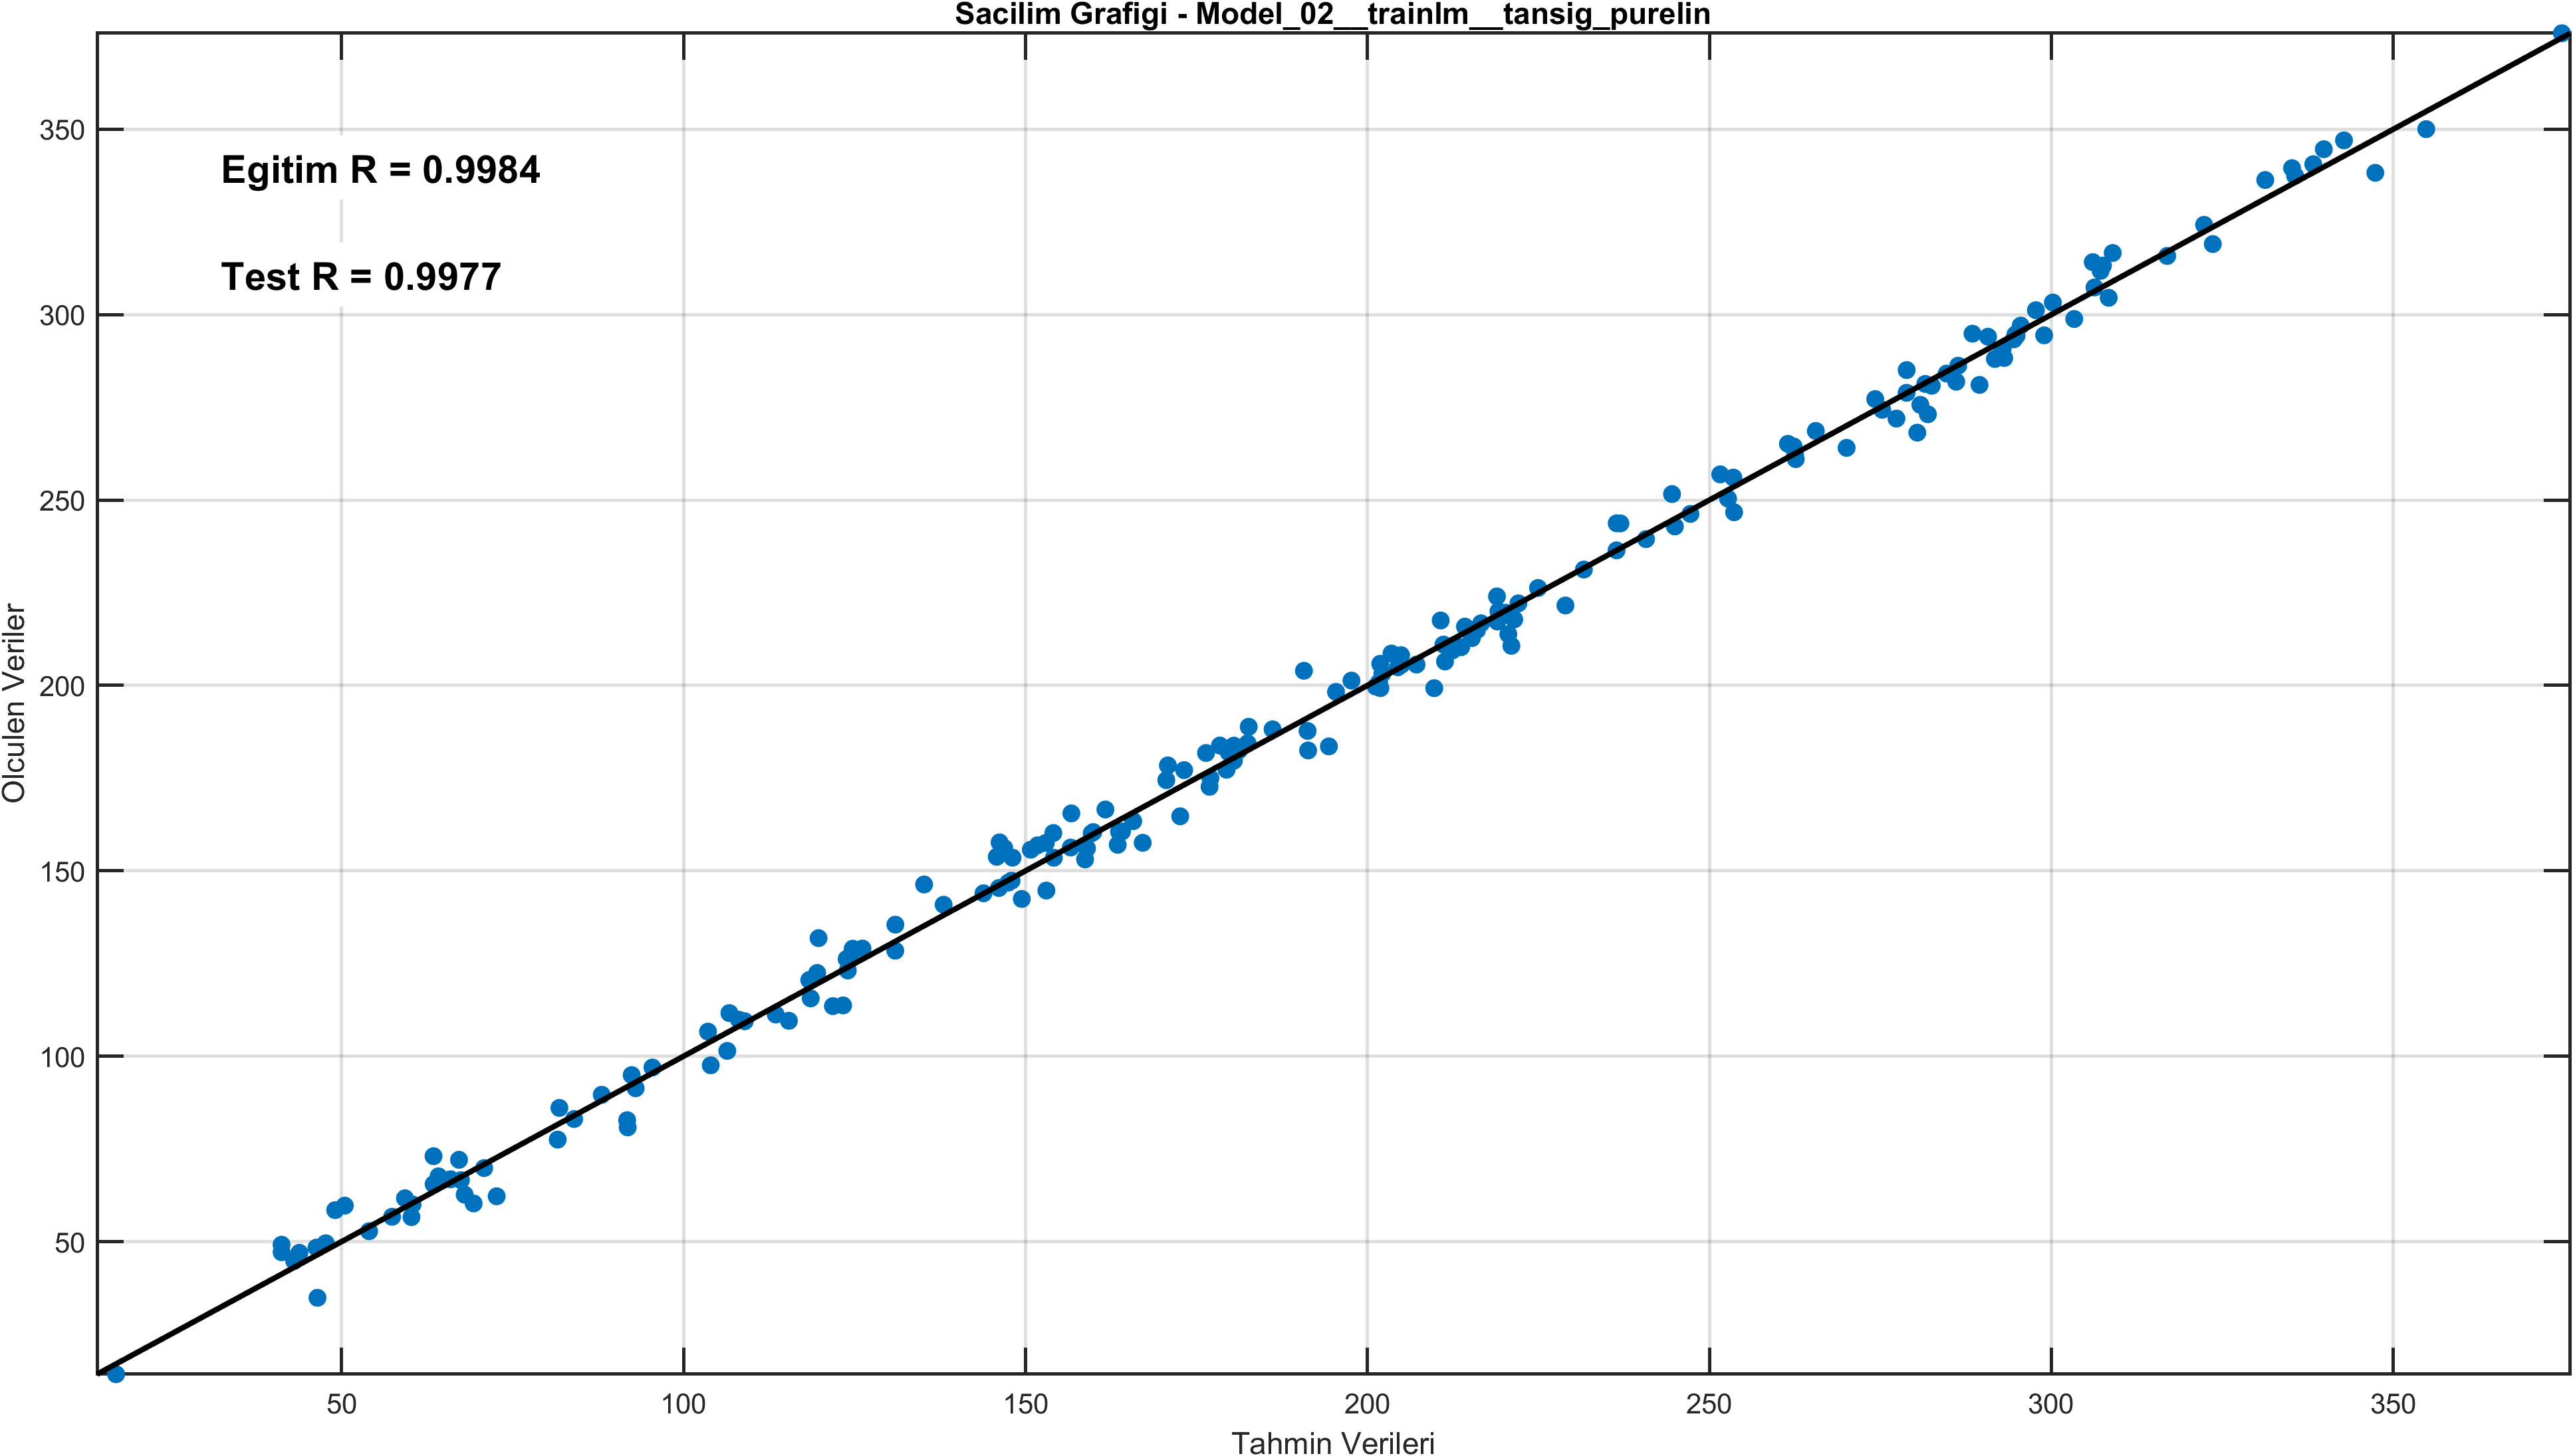 Sacilim Grafigi - Model_02__trainlm__tansig_purelin
Egitim R = 0.9984
Test R = 0.9977
Olculen Veriler
350
300
250
200
150
100
50
50 100 150 200 250 300 350
Tahmin Verileri